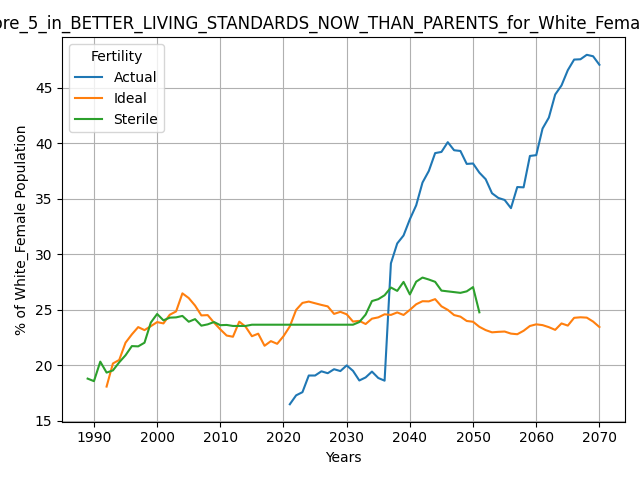 ore_5_in_BETTER_LIVING_STANDARDS_NOW_THAN_PARENTS_for_White_Fema
Fertility
Actual
Ideal
Sterile
% of White_Female Population
45
40
35
30
25
20
15
1990 2000 2010 2020 2030 2040 2050 2060 2070
Years